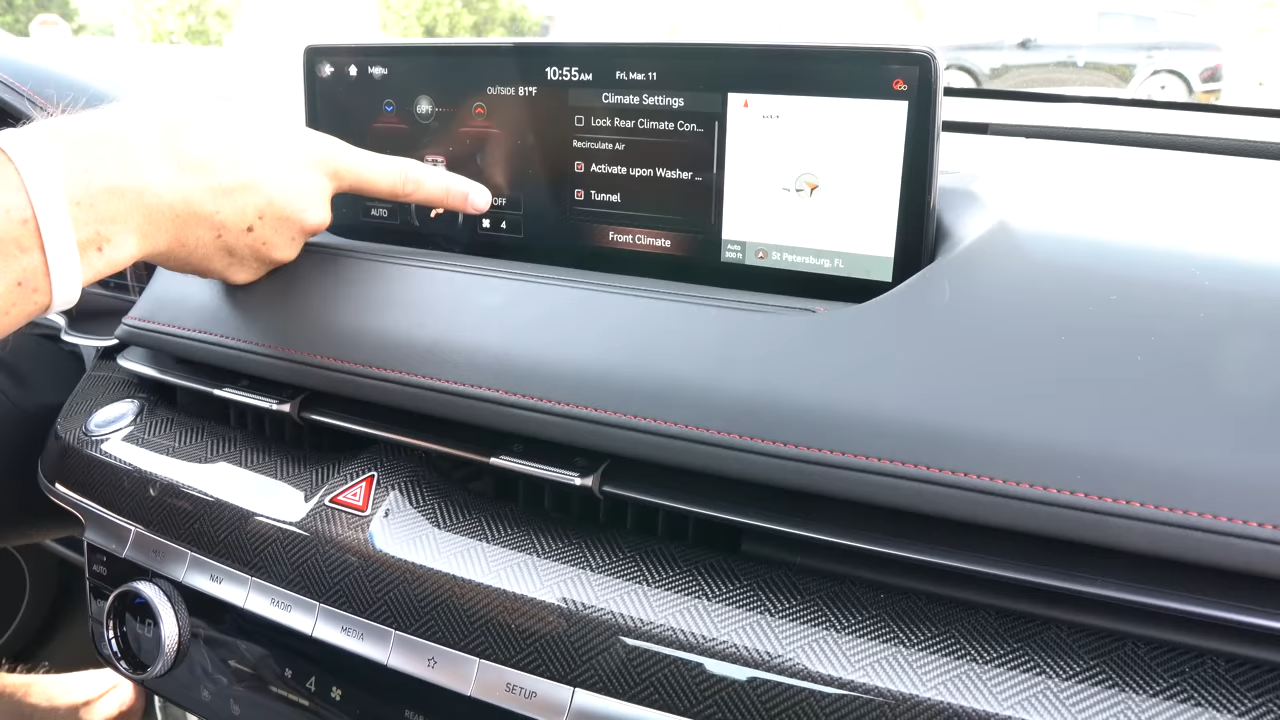 Menu
10:55AM
Fri, Mar. 11
OUTSIDE 81°F
69°F
Climate Settings
Lock Rear Climate Con...
Recirculate Air
Activate upon Washer ...
Tunnel
Front Climate
OFF
AUTO
4
Auto
300 ft
St Petersburg, FL
MAP
NAV
RADIO
MEDIA
SETUP
AUTO
LO
4
REAR